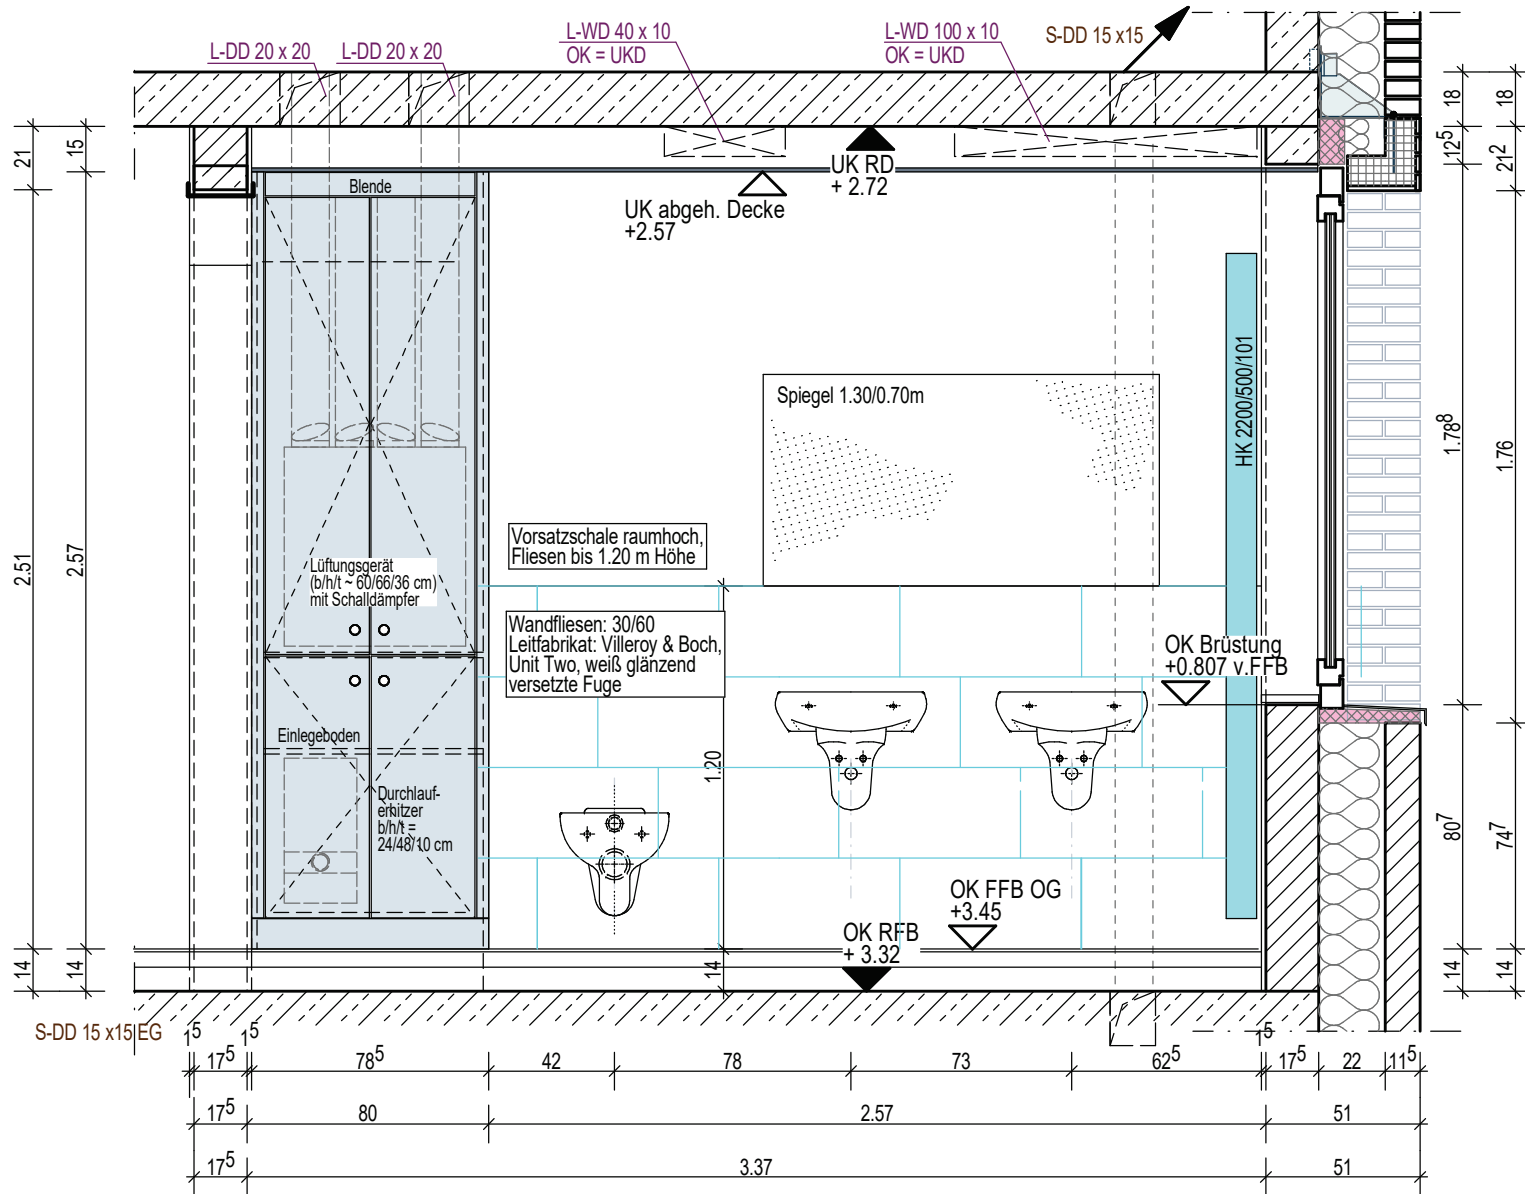 L-DD 20 x 20
L-DD 20 x 20
L-WD 40 x 10
OK = UKD
L-WD 100 x 10
OK = UKD
S-DD 15 x15
UK RD
+ 2.72
UK abgeh. Decke
+2.57
Blende
Spiegel 1.30/0.70m
HK 2200/500/101
Vorsatzschale raumhoch,
Fliesen bis 1.20 m Höhe
Lüftungsgerät
(b/h/t ~ 60/66/36 cm)
mit Schalldämpfer
Wandfliesen: 30/60
Leitfabrikat: Villeroy & Boch,
Unit Two, weiß glänzend
versetzte Fuge
OK Brüstung
+0.807 v.FFB
Einlegeboden
Durchlauf-
erhitzer
b/h/t =
24/48/10 cm
OK FFB OG
+3.45
OK RFB
+ 3.32
S-DD 15 x15 EG
21
2.51
14
15
2.57
14
1.20
14
18
12⁵
1.78⁸
80⁷
14
18
21²
1.76
74⁷
14
1⁵
17⁵
1⁵
78⁵
42
78
73
62⁵
1⁵
17⁵
22
11⁵
17⁵
80
2.57
51
17⁵
3.37
51